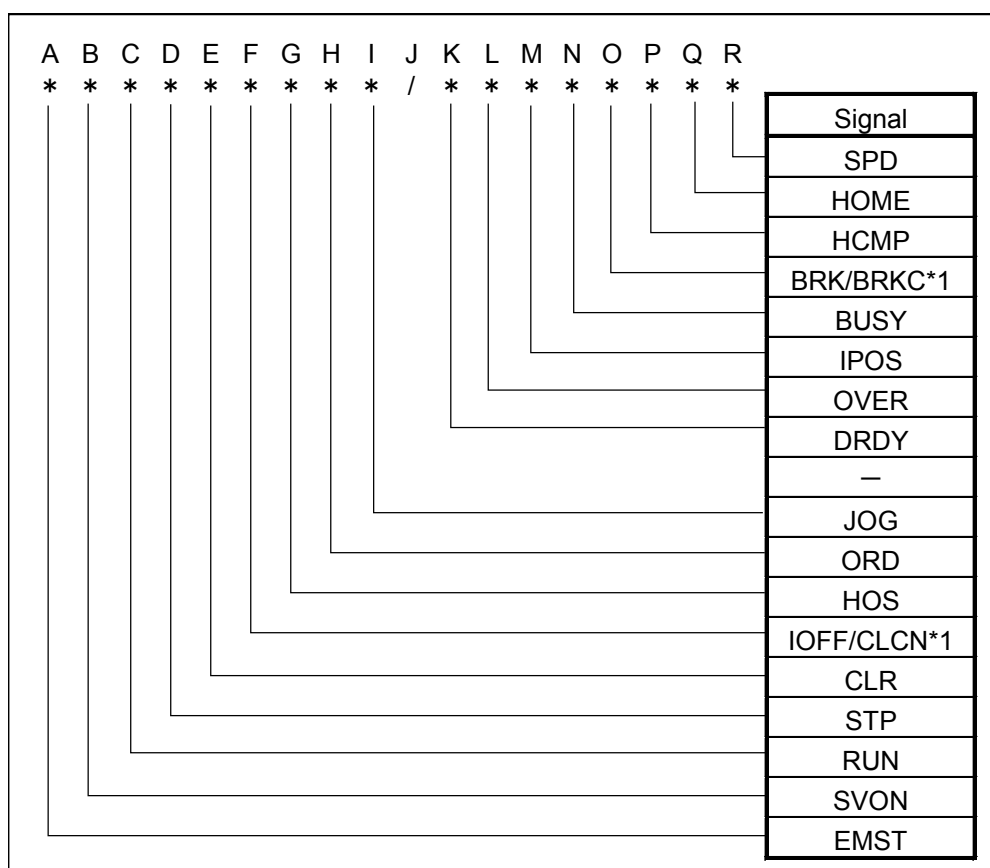 A B C D E F G H I J K L M N O P Q R
* * * * * * * * * / * * * * * * * *
Signal
SPD
HOME
HCMP
BRK/BRKC*1
BUSY
IPOS
OVER
DRDY
—
JOG
ORD
HOS
IOFF/CLCN*1
CLR
STP
RUN
SVON
EMST